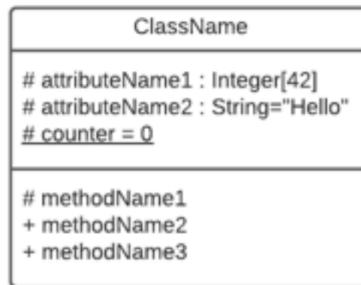 ClassName
# attributeName1 : Integer[42]
# attributeName2 : String="Hello"
# counter = 0
# methodName1
+ methodName2
+ methodName3